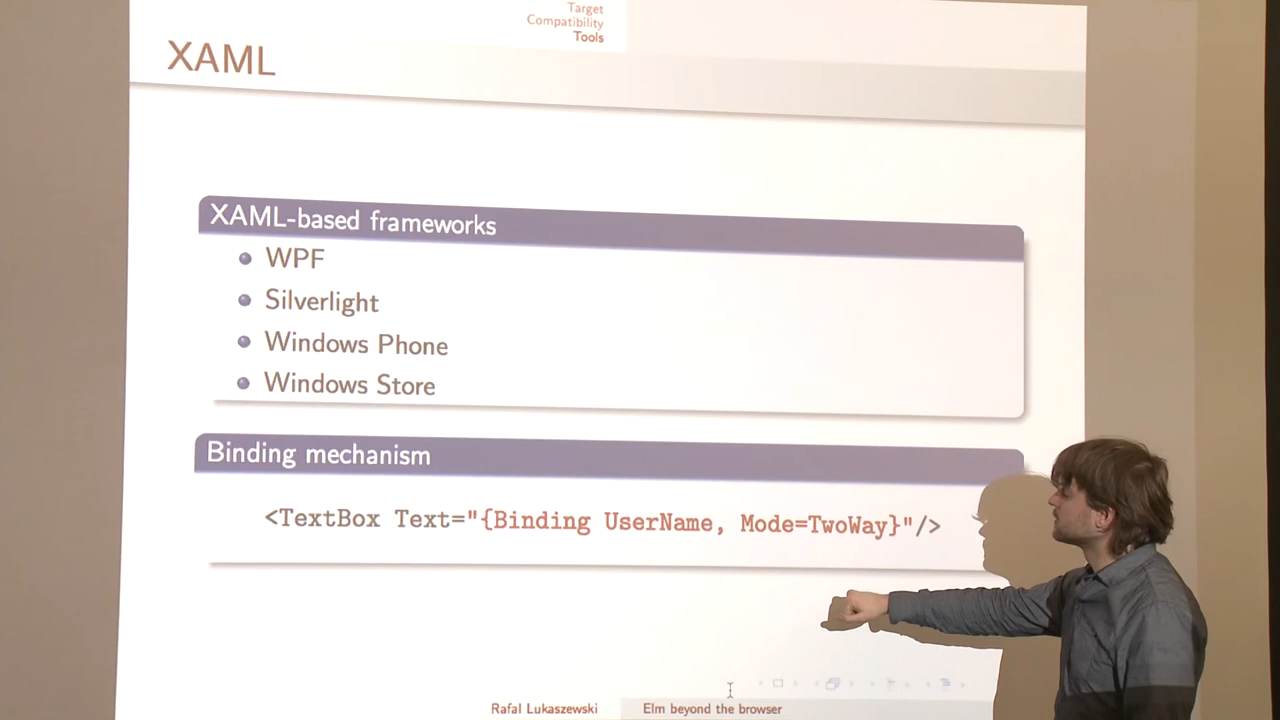 Target
Compatibility
Tools
XAML
XAML-based frameworks
WPF
Silverlight
Windows Phone
Windows Store
Binding mechanism
<TextBox Text="{Binding UserName, Mode=TwoWay}"/>
Rafal Lukaszewski
Elm beyond the browser